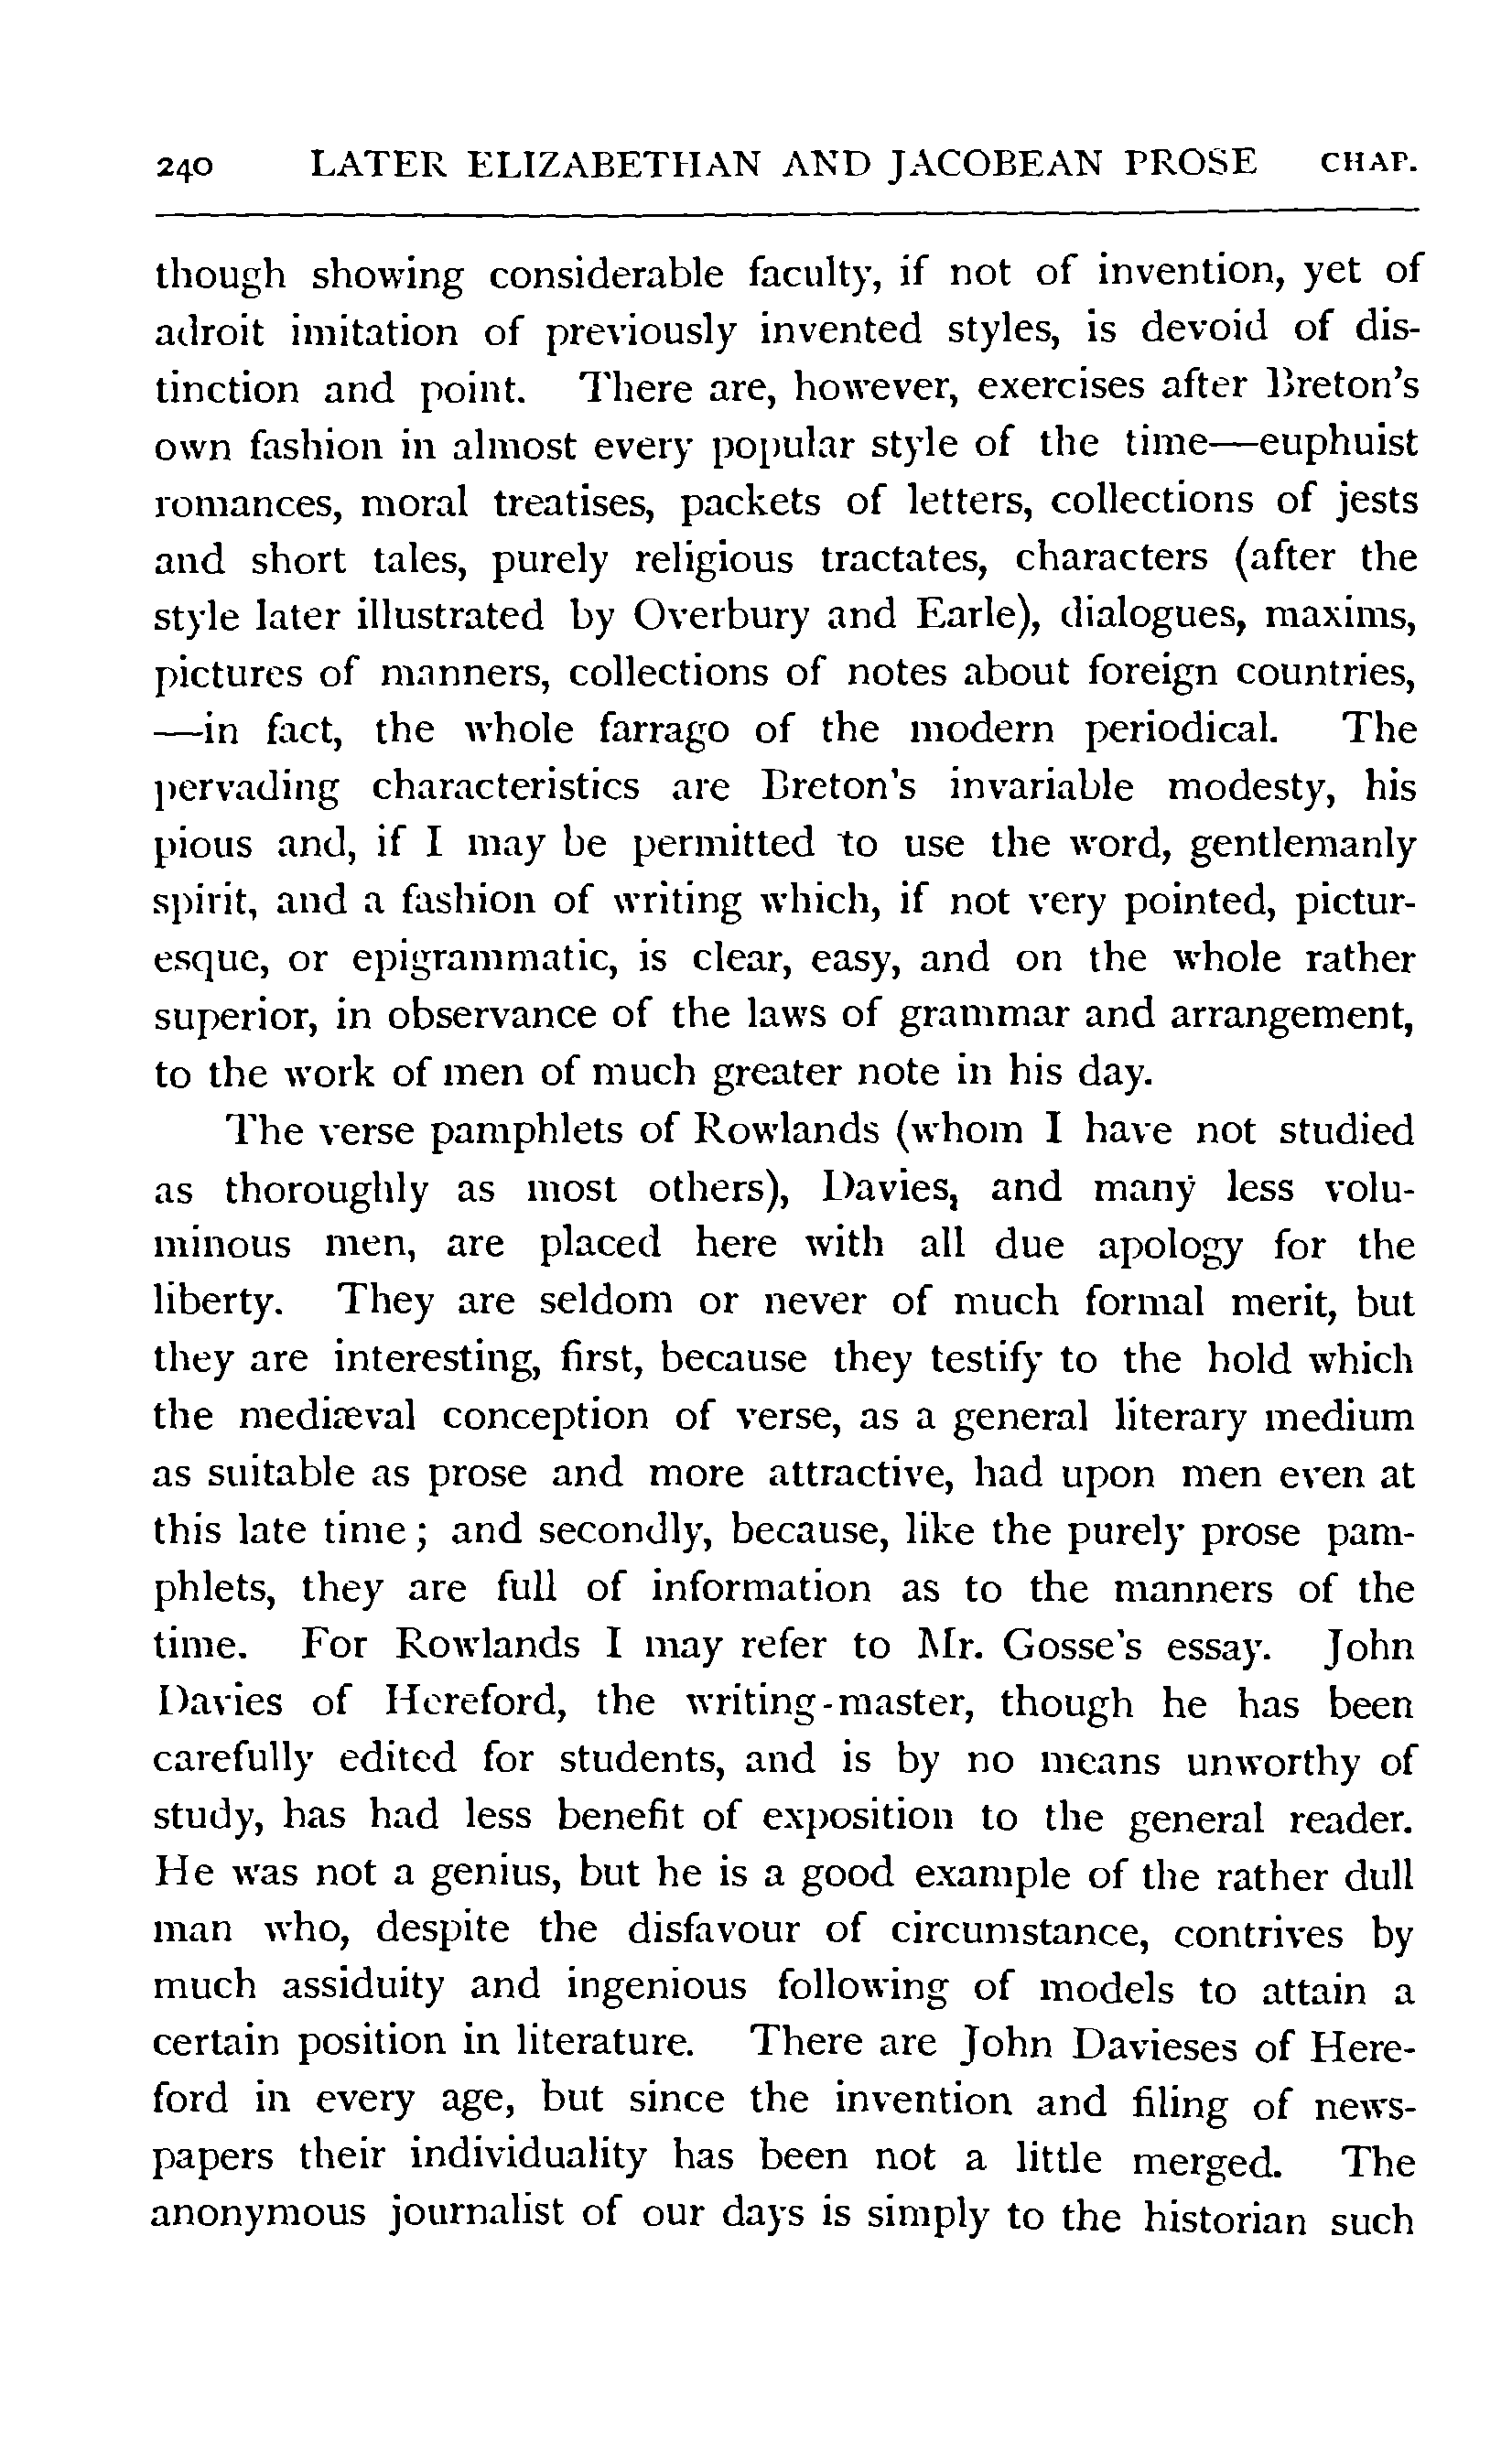 240 LATER ELIZABETHAN AND JACOBEAN PROSE CHAP.
though showing considerable faculty, if not of invention, yet of
adroit imitation of previously invented styles, is devoid of dis-
tinction and point. There are, however, exercises after Breton's
own fashion in almost every popular style of the time—euphuist
romances, moral treatises, packets of letters, collections of jests
and short tales, purely religious tractates, characters (after the
style later illustrated by Overbury and Earle), dialogues, maxims,
pictures of manners, collections of notes about foreign countries,
—in fact, the whole farrago of the modern periodical. The
pervading characteristics are Breton's invariable modesty, his
pious and, if I may be permitted to use the word, gentlemanly
spirit, and a fashion of writing which, if not very pointed, pictur-
esque, or epigrammatic, is clear, easy, and on the whole rather
superior, in observance of the laws of grammar and arrangement,
to the work of men of much greater note in his day.
The verse pamphlets of Rowlands (whom I have not studied
as thoroughly as most others), Davies, and many less volu-
minous men, are placed here with all due apology for the
liberty. They are seldom or never of much formal merit, but
they are interesting, first, because they testify to the hold which
the mediæval conception of verse, as a general literary medium
as suitable as prose and more attractive, had upon men even at
this late time; and secondly, because, like the purely prose pam-
phlets, they are full of information as to the manners of the
time. For Rowlands I may refer to Mr. Gosse's essay. John
Davies of Hereford, the writing-master, though he has been
carefully edited for students, and is by no means unworthy of
study, has had less benefit of exposition to the general reader.
He was not a genius, but he is a good example of the rather dull
man who, despite the disfavour of circumstance, contrives by
much assiduity and ingenious following of models to attain a
certain position in literature. There are John Davieses of Here-
ford in every age, but since the invention and filing of news-
papers their individuality has been not a little merged. The
anonymous journalist of our days is simply to the historian such